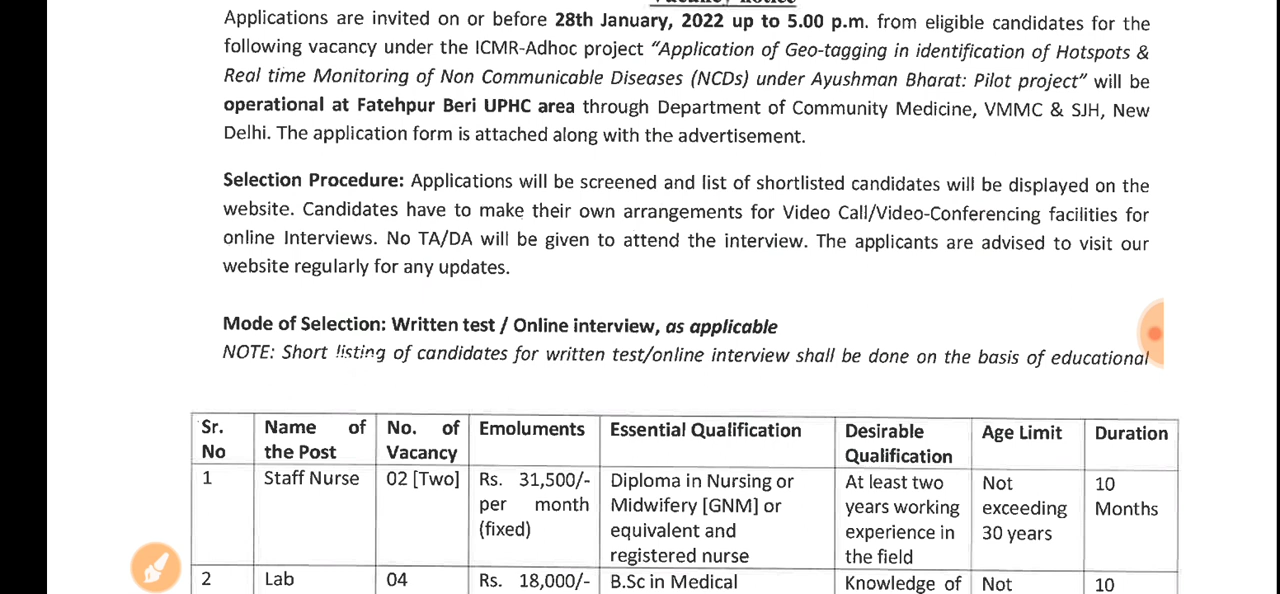 Applications are invited on or before 28th January, 2022 up to 5.00 p.m. from eligible candidates for the
following vacancy under the ICMR-Adhoc project “Application of Geo-tagging in identification of Hotspots &
Real time Monitoring of Non Communicable Diseases (NCDs) under Ayushman Bharat: Pilot project” will be
operational at Fatehpur Beri UPHC area through Department of Community Medicine, VMMC & SJH, New
Delhi. The application form is attached along with the advertisement.
Selection Procedure: Applications will be screened and list of shortlisted candidates will be displayed on the
website. Candidates have to make their own arrangements for Video Call/Video-Conferencing facilities for
online Interviews. No TA/DA will be given to attend the interview. The applicants are advised to visit our
website regularly for any updates.
Mode of Selection: Written test / Online interview, as applicable
NOTE: Short listing of candidates for written test/online interview shall be done on the basis of educational
Sr. No | Name of the Post | No. of Vacancy | Emoluments | Essential Qualification | Desirable Qualification | Age Limit | Duration
1 | Staff Nurse | 02 [Two] | Rs. 31,500/- per month (fixed) | Diploma in Nursing or Midwifery [GNM] or equivalent and registered nurse | At least two years working experience in the field | Not exceeding 30 years | 10 Months
2 | Lab | 04 | Rs. 18,000/- | B.Sc in Medical | Knowledge of | Not | 10